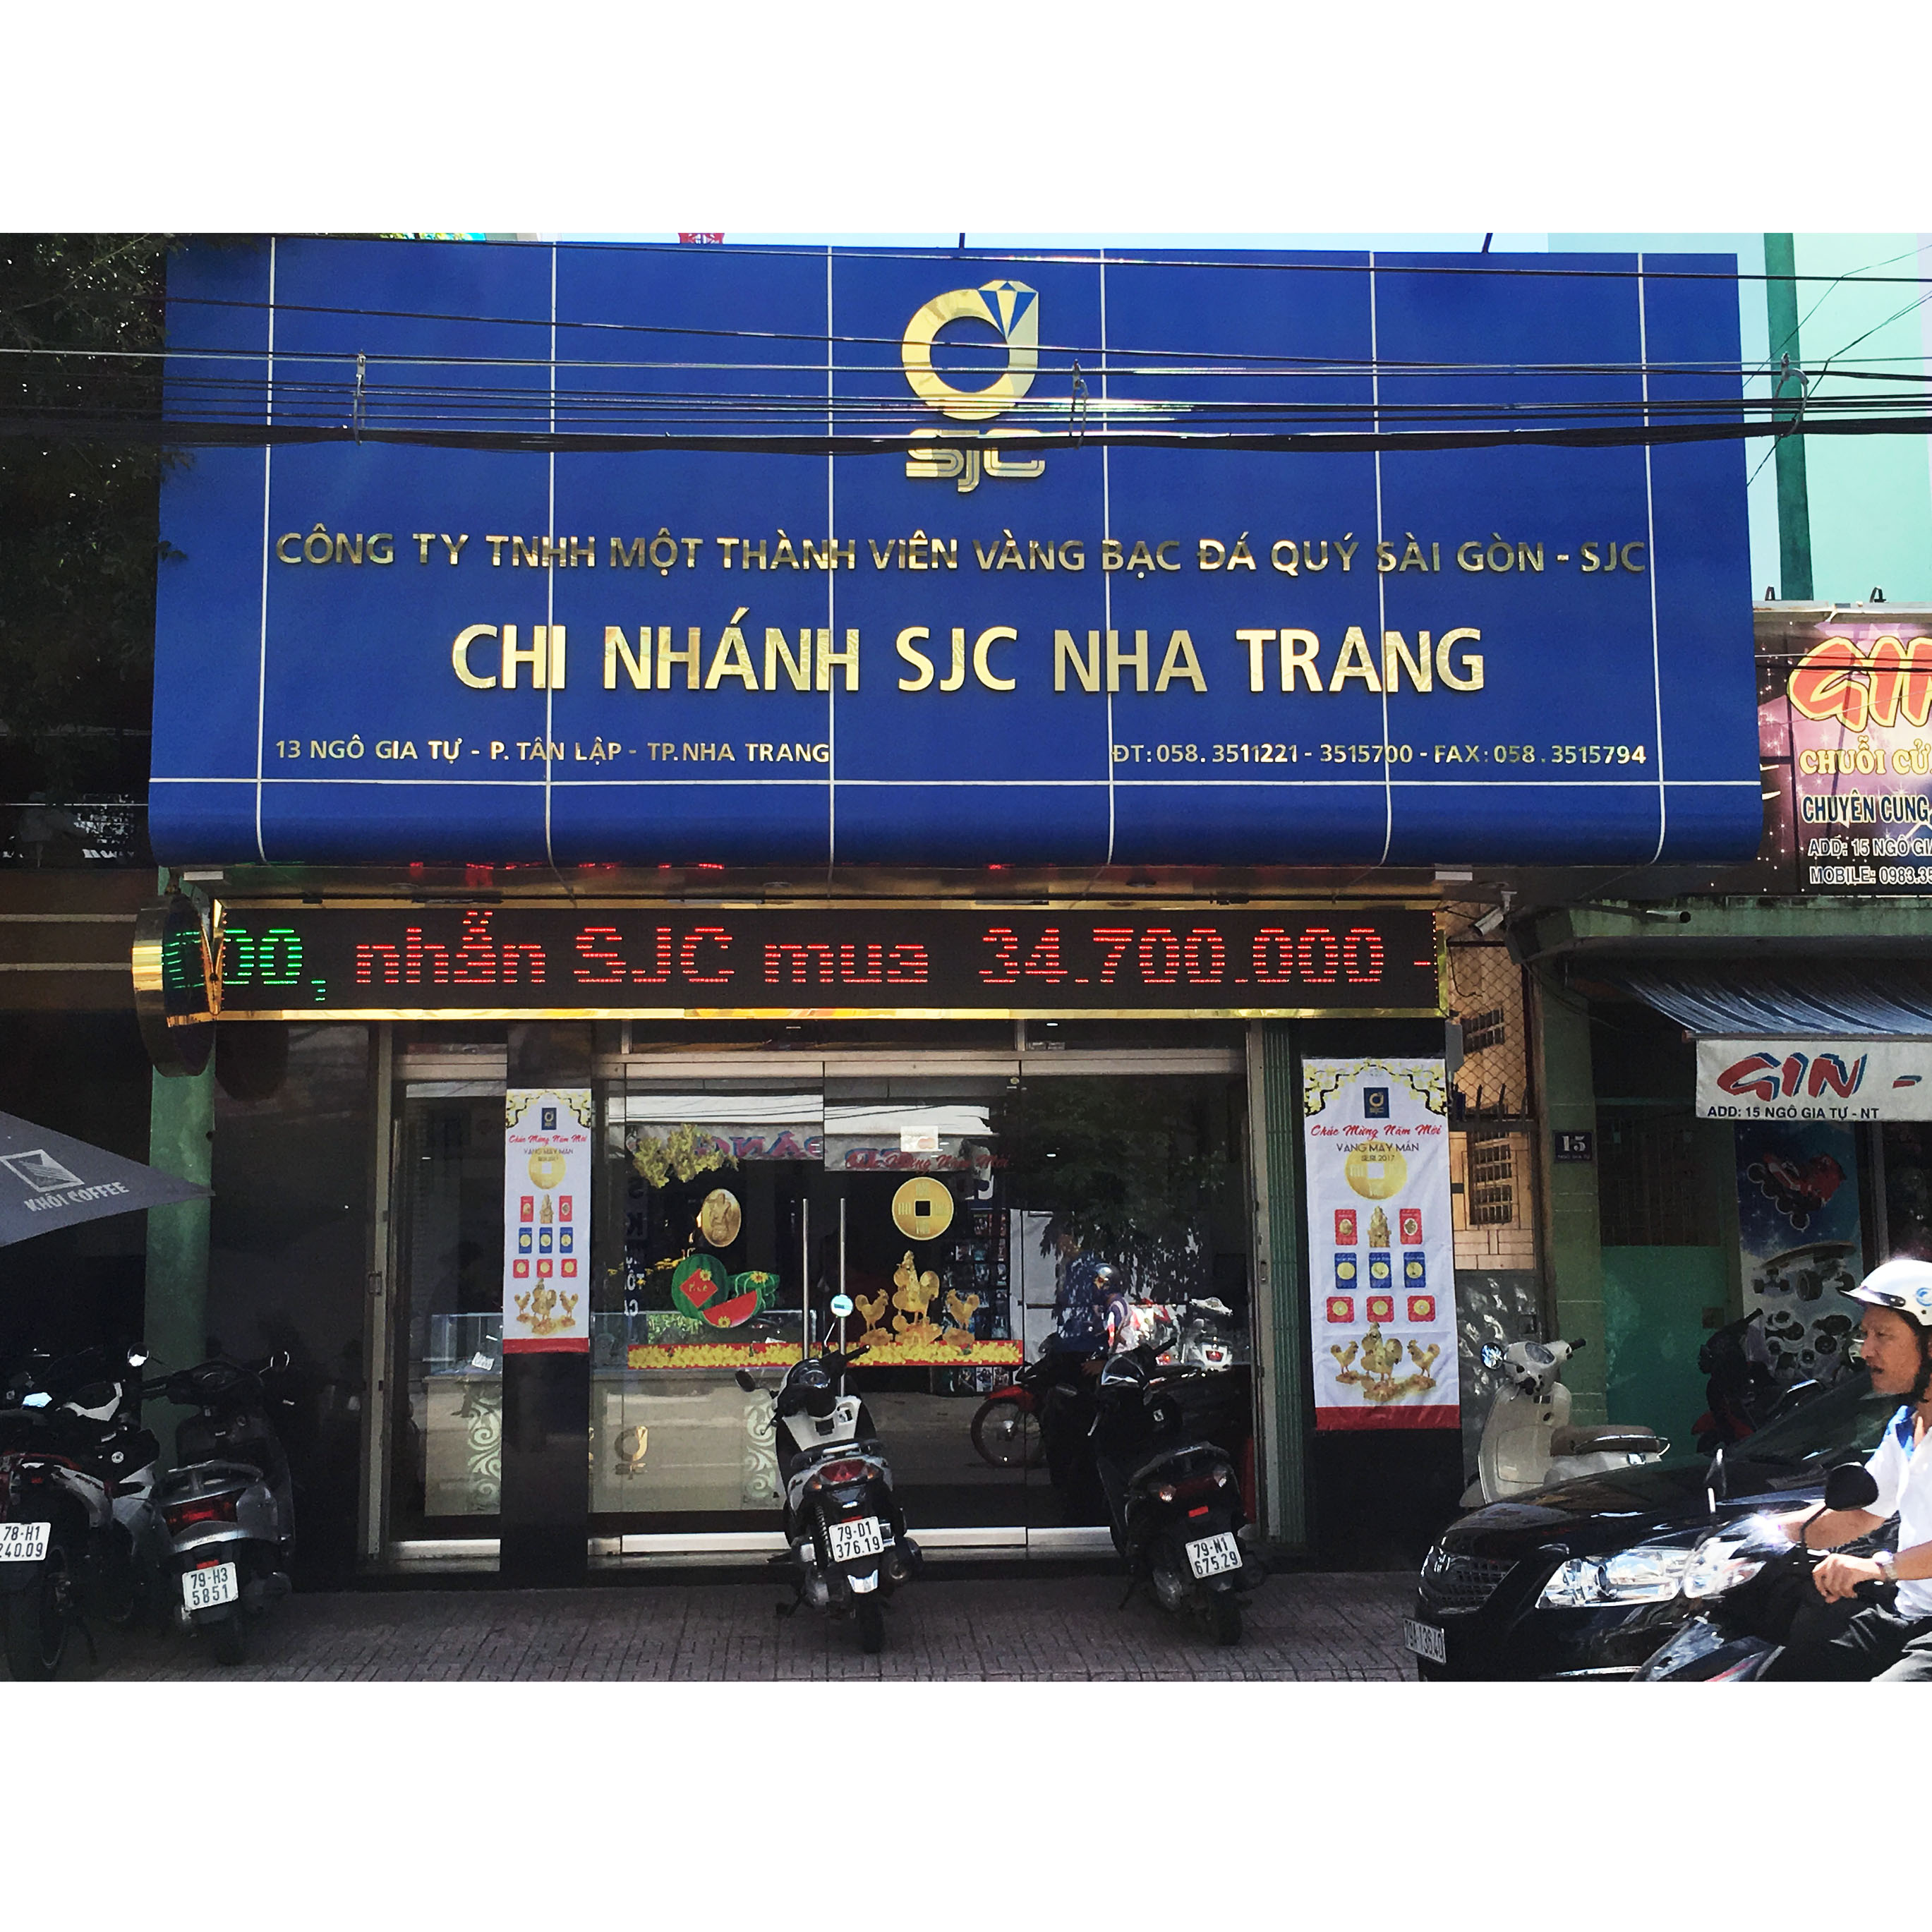 SJC
CÔNG TY TNHH MỘT THÀNH VIÊN VÀNG BẠC ĐÁ QUÝ SÀI GÒN - SJC
CHI NHÁNH SJC NHA TRANG
13 NGÔ GIA TỰ - P. TÂN LẬP - TP.NHA TRANG
ĐT: 058. 3511221 - 3515700 - FAX: 058. 3515794
GIN
CHUỖI CỬ
CHUYÊN CUNG
ADD: 15 NGÔ GIA
MOBILE: 0983.35
00, nhẫn SJC mua 34.700.000 -
GIN -
ADD: 15 NGÔ GIA TỰ - NT
15
KHÔI COFFEE
Chúc Mừng Năm Mới
VÀNG MAY MẮN
Chúc Mừng Năm Mới
VÀNG MAY MẮN
2017
78-H1
240.09
79-H3
5851
79-D1
376.19
79-N1
675.29